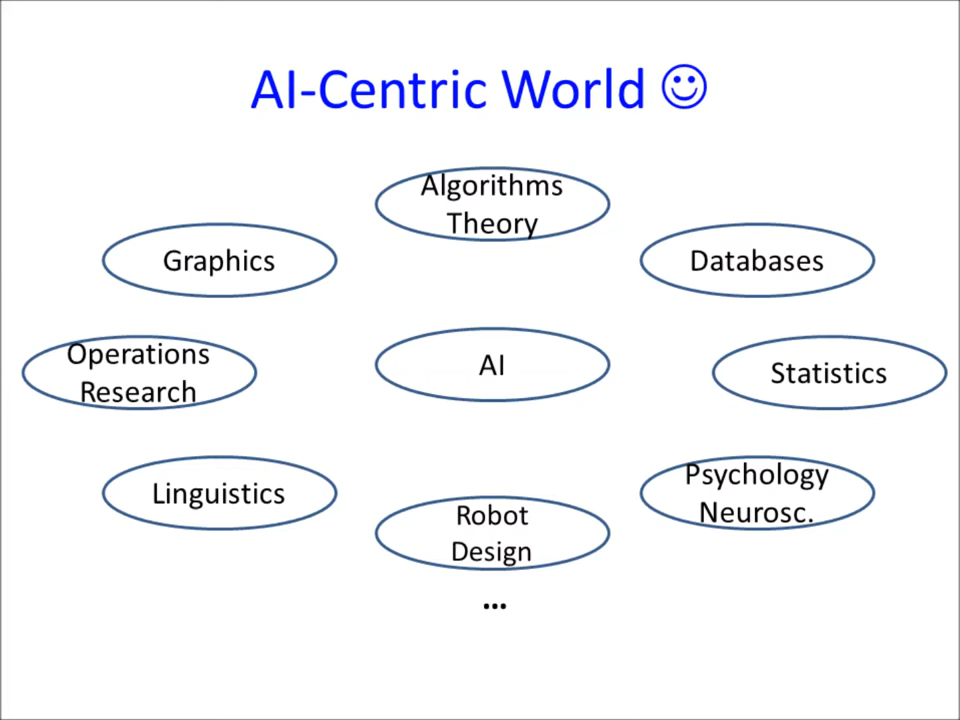 AI-Centric World ☺
Algorithms
Theory
Graphics
Databases
Operations
Research
AI
Statistics
Linguistics
Robot
Design
Psychology
Neurosc.
...